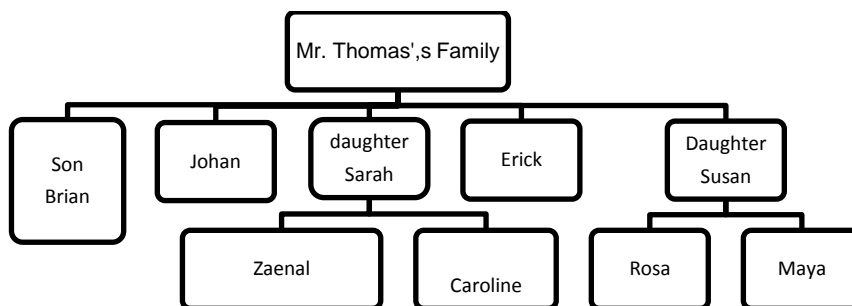 Mr. Thomas',s Family
Son
Brian
Johan
daughter
Sarah
Erick
Daughter
Susan
Zaenal
Caroline
Rosa
Maya